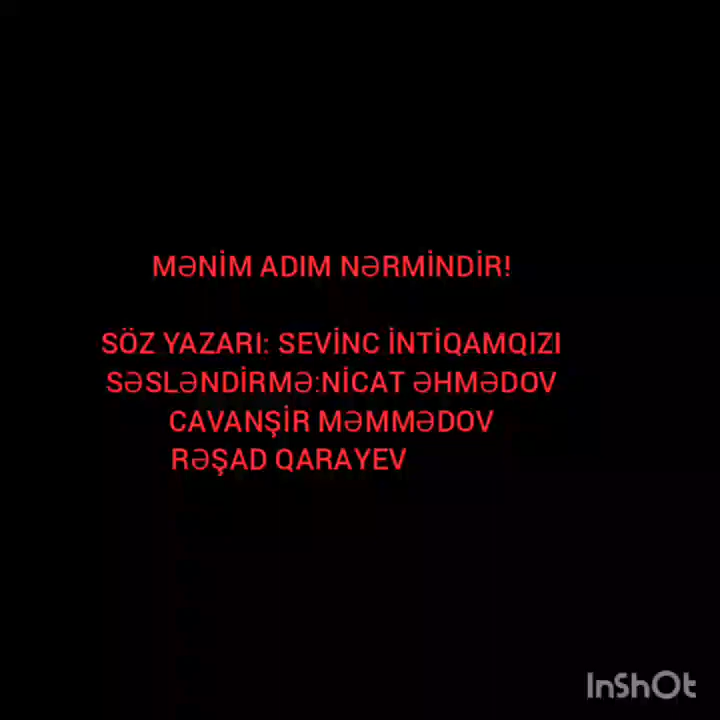 MƏNİM ADIM NƏRMİNDİR!
SÖZ YAZARI: SEVİNC İNTİQAMQIZI
SƏSLƏNDİRMƏ:NİCAT ƏHMƏDOV
CAVANŞİR MƏMMƏDOV
RƏŞAD QARAYEV
InShOt